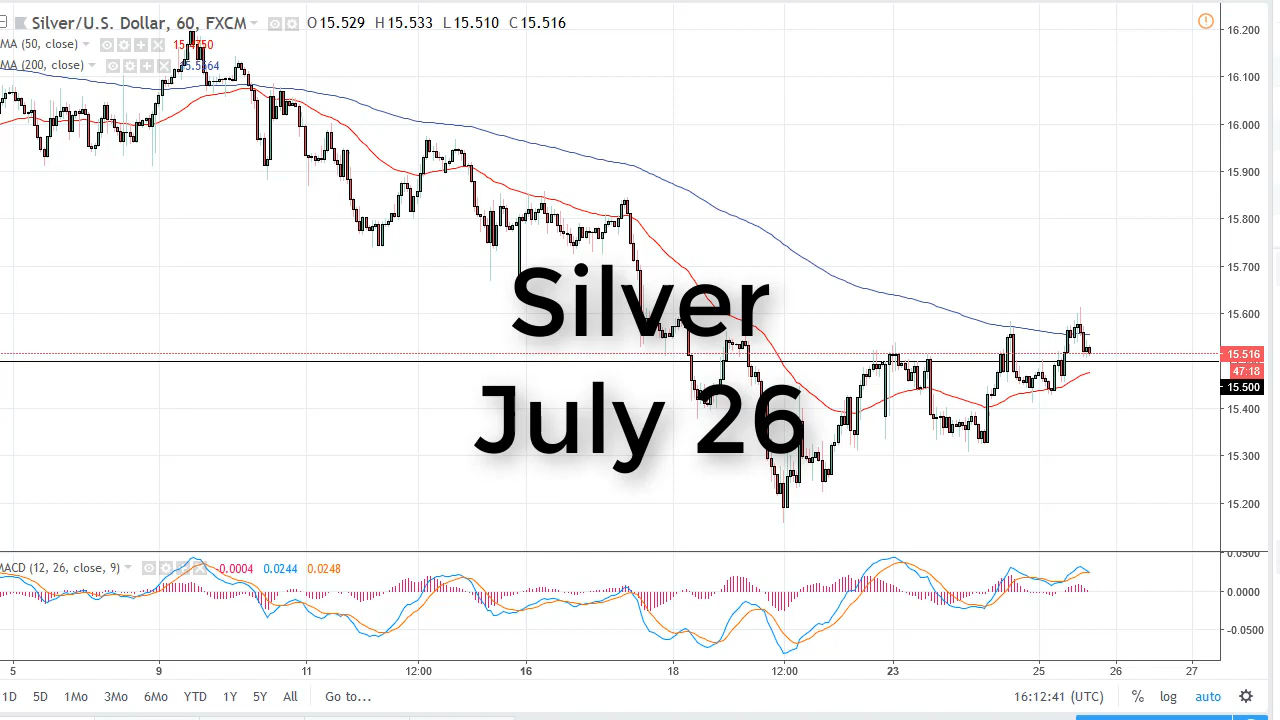 Silver/U.S. Dollar, 60, FXCM O 15.529 H 15.533 L 15.510 C 15.516
MA (50, close)
MA (200, close)
16.200
16.100
16.000
15.900
15.800
15.700
15.600
15.516
47:18
15.500
15.400
15.300
15.200
Silver
July 26
MACD (12, 26, close, 9) -0.0004 0.0244 0.0248
0.0500
0.0000
-0.0500
5 9 11 12:00 16 18 12:00 23 25 26 27
1D 5D 1Mo 3Mo 6Mo YTD 1Y 5Y All Go to... 16:12:41 (UTC) % log auto